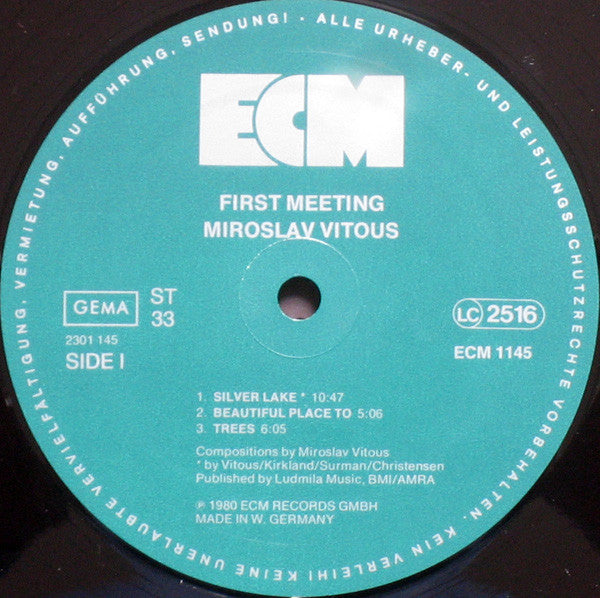 ALLE URHEBER- UND LEISTUNGSSCHUTZRECHTE VORBEHALTEN. KEIN VERLEIH! KEINE UNERLAUBTE VERVIELFÄLTIGUNG, VERMIETUNG, AUFFÜHRUNG, SENDUNG! ·
ECM
FIRST MEETING
MIROSLAV VITOUS
GEMA
ST
33
2301 145
SIDE I
LC 2516
ECM 1145
1. SILVER LAKE * 10:47
2. BEAUTIFUL PLACE TO 5:06
3. TREES 6:05
Compositions by Miroslav Vitous
* by Vitous/Kirkland/Surman/Christensen
Published by Ludmila Music, BMI/AMRA
℗ 1980 ECM RECORDS GMBH
MADE IN W. GERMANY